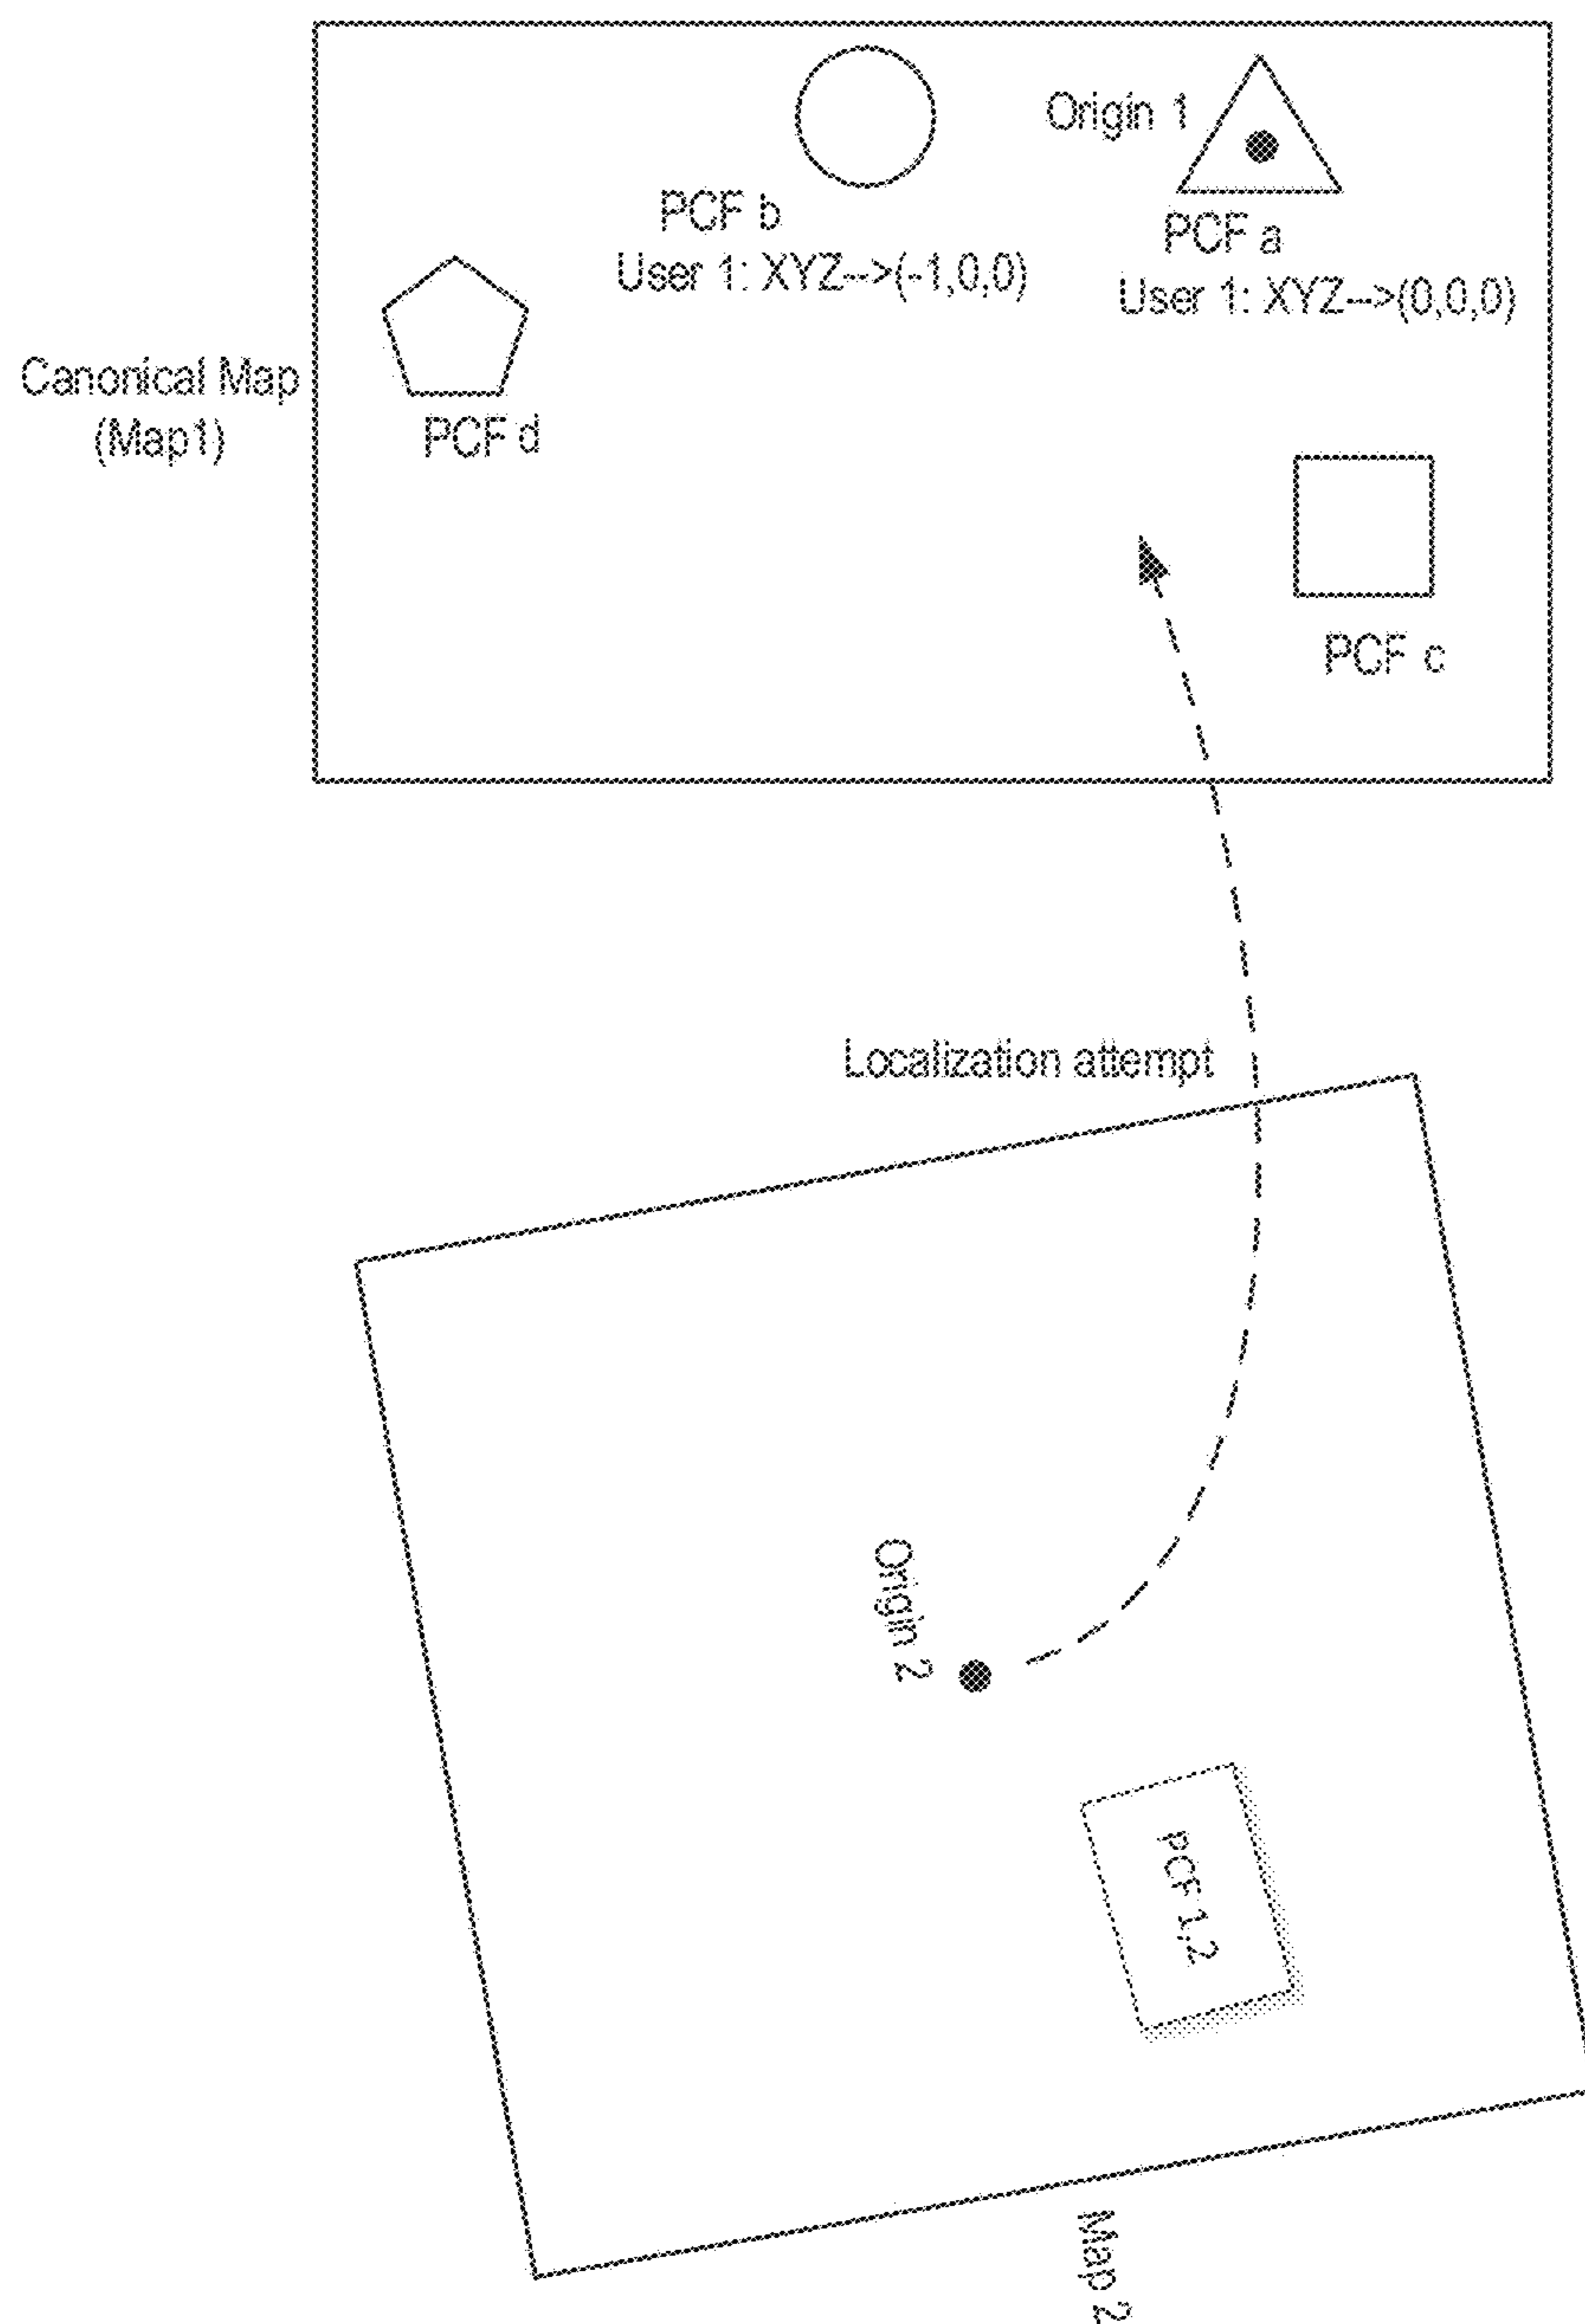 Origin 1
PCF b
User 1: XYZ-->(-1,0,0)
PCF a
User 1: XYZ-->(0,0,0)
Canonical Map
(Map1)
PCF d
PCF c
Localization attempt
Origin 2
PCF 1,2
Map 2